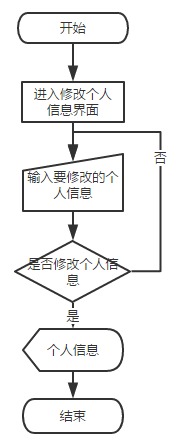 开始
进入修改个人
信息界面
否
输入要修改的个
人信息
是否修改个人信
息
是
个人信息
结束